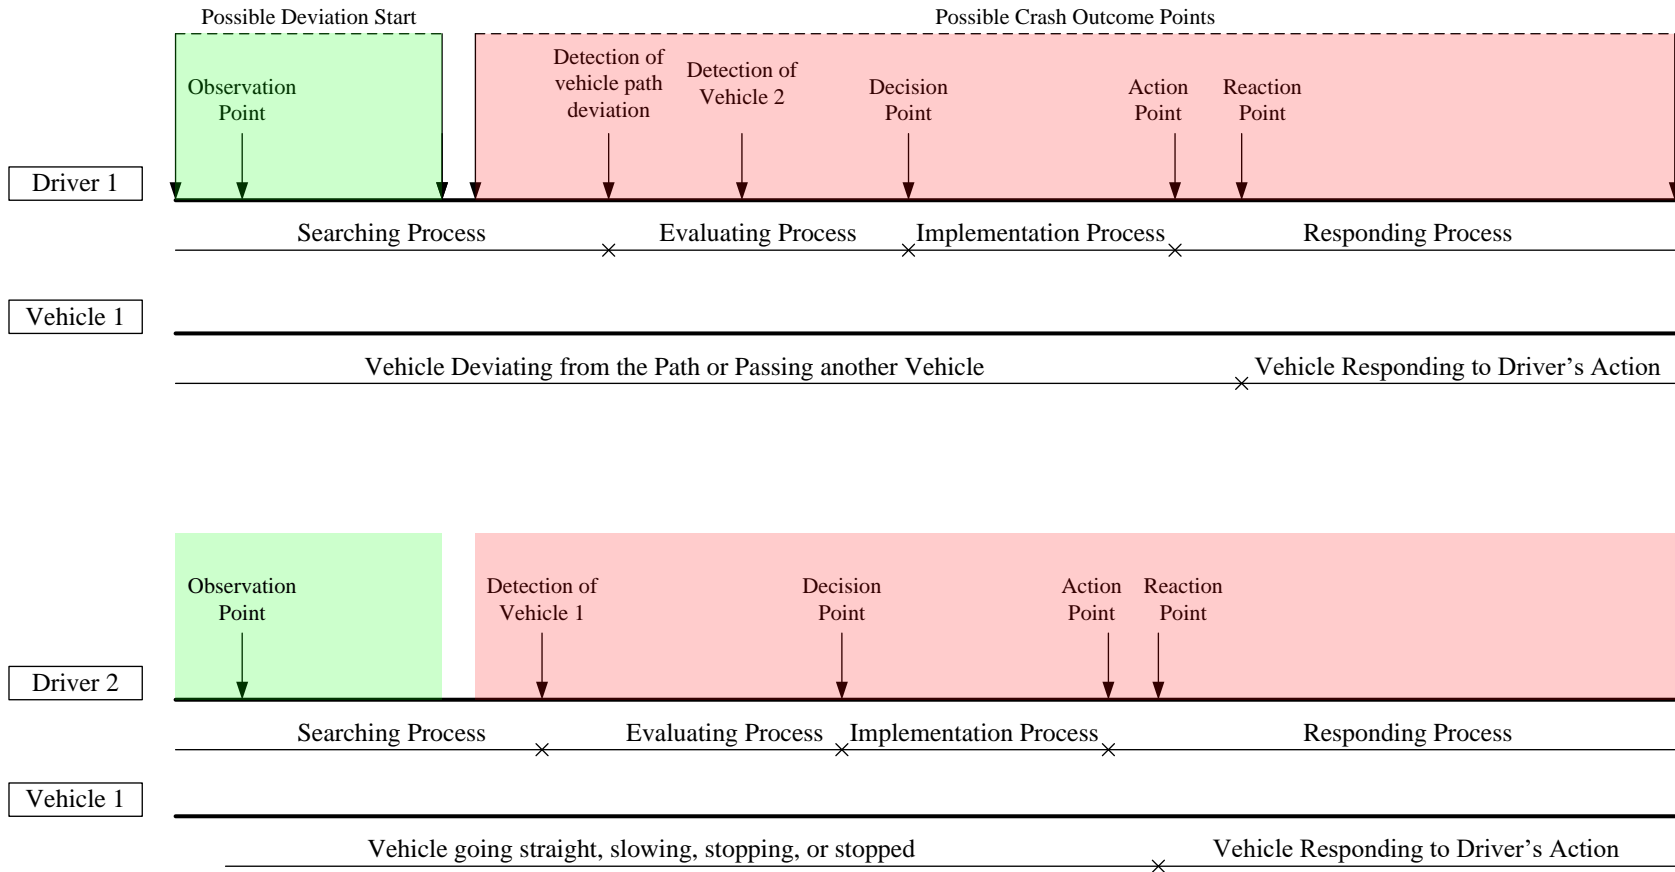 Possible Deviation Start
Possible Crash Outcome Points
Observation
Point
Detection of
vehicle path
deviation
Detection of
Vehicle 2
Decision
Point
Action
Point
Reaction
Point
Driver 1
Searching Process
Evaluating Process
Implementation Process
Responding Process
Vehicle 1
Vehicle Deviating from the Path or Passing another Vehicle
Vehicle Responding to Driver’s Action
Observation
Point
Detection of
Vehicle 1
Decision
Point
Action
Point
Reaction
Point
Driver 2
Searching Process
Evaluating Process
Implementation Process
Responding Process
Vehicle 1
Vehicle going straight, slowing, stopping, or stopped
Vehicle Responding to Driver’s Action